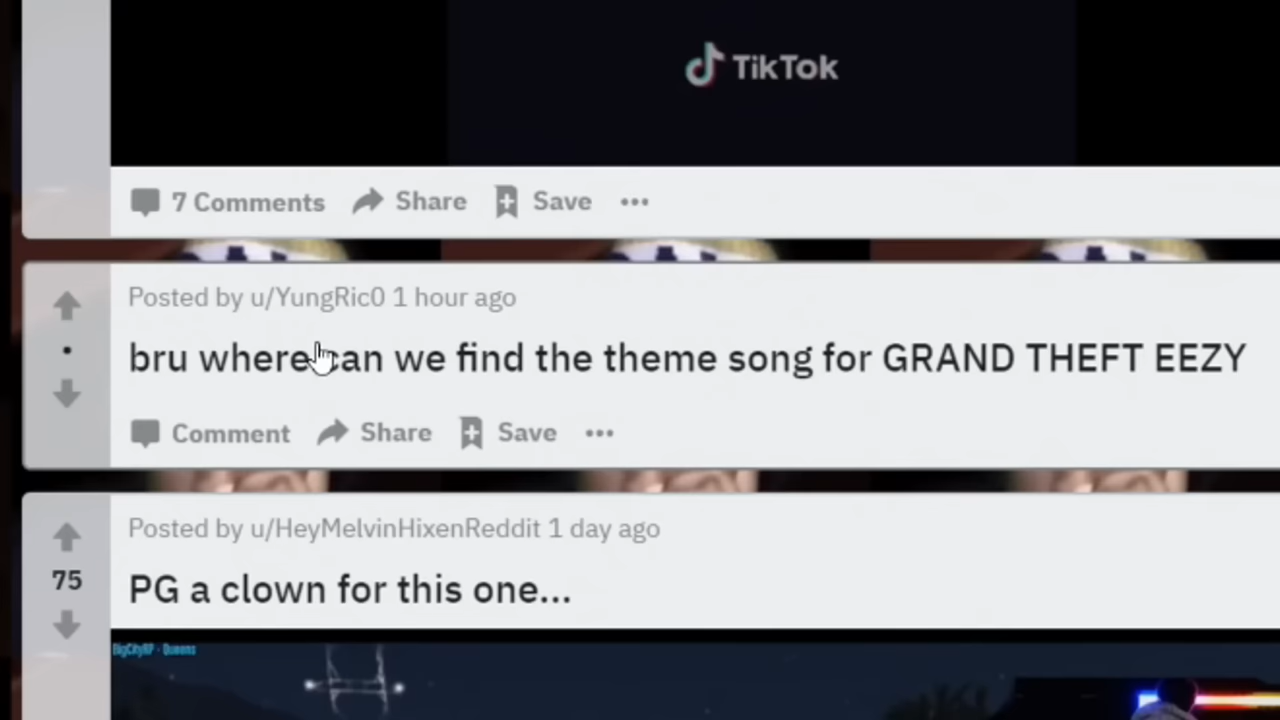 TikTok
7 Comments Share Save
Posted by u/YungRic0 1 hour ago
bru where can we find the theme song for GRAND THEFT EEZY
Comment Share Save
Posted by u/HeyMelvinHixenReddit 1 day ago
75
PG a clown for this one...
BigCityRP - Queens